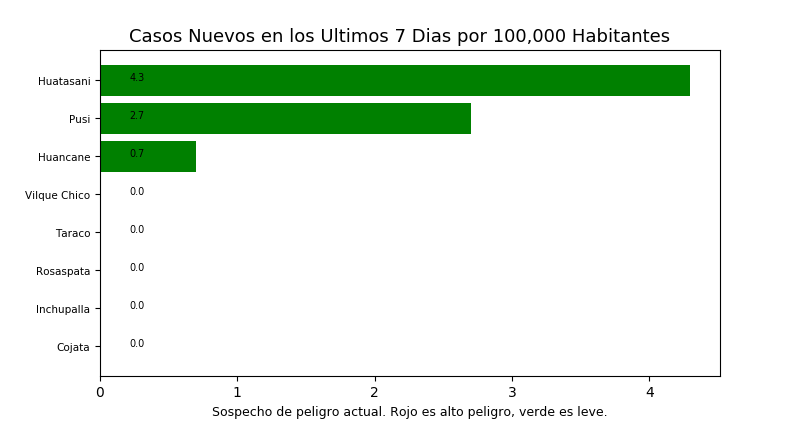 Casos Nuevos en los Ultimos 7 Dias por 100,000 Habitantes
Huatasani 4.3
Pusi 2.7
Huancane 0.7
Vilque Chico 0.0
Taraco 0.0
Rosaspata 0.0
Inchupalla 0.0
Cojata 0.0
0 1 2 3 4
Sospecho de peligro actual. Rojo es alto peligro, verde es leve.